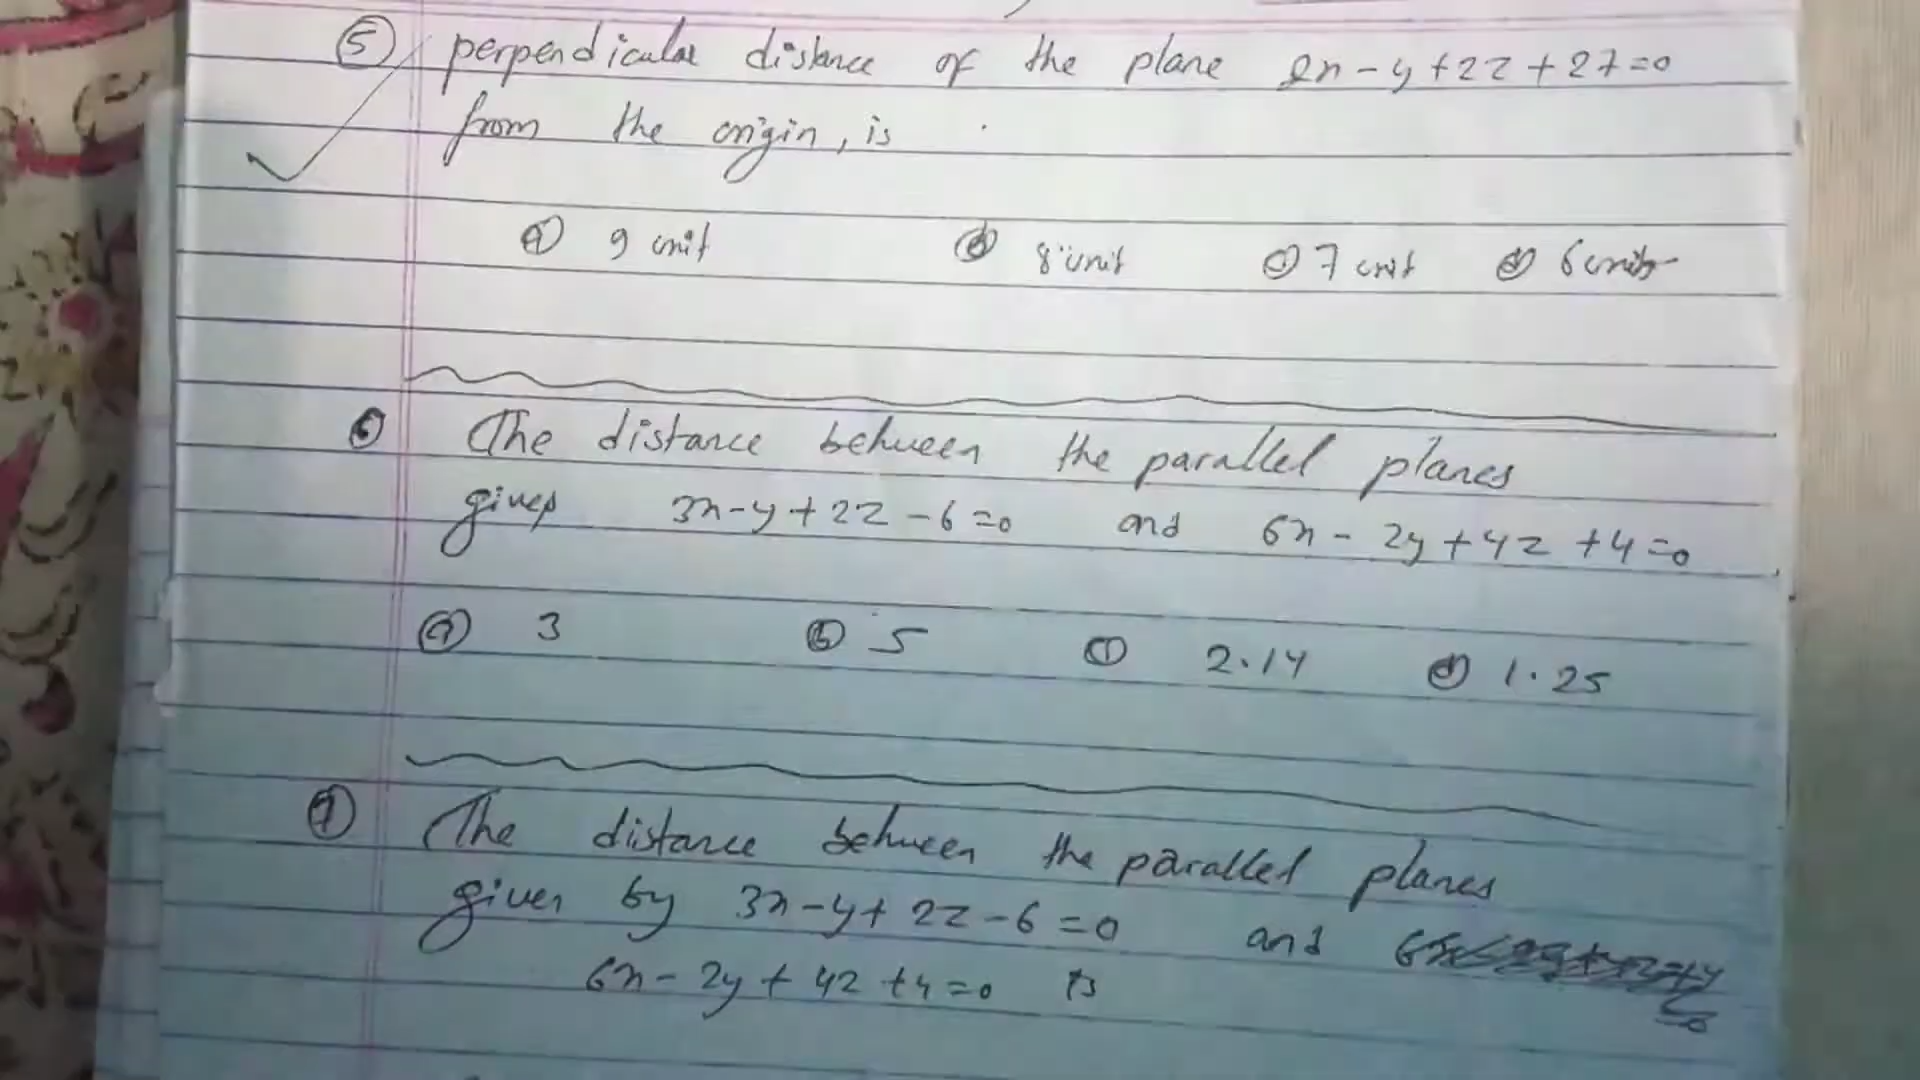 ⑤ perpendicular distance of the plane 2x-y+2z+27=0
from the origin, is
ⓐ 9 unit ⓑ 8 unit ⓒ 7 unit ⓓ 6 units
⑥ The distance between the parallel planes
given 3x-y+2z-6=0 and 6x-2y+4z+4=0
ⓐ 3 ⓑ 5 ⓒ 2.14 ⓓ 1.25
⑦ The distance between the parallel planes
given by 3x-y+2z-6=0 and
6x-2y+4z+4=0 is